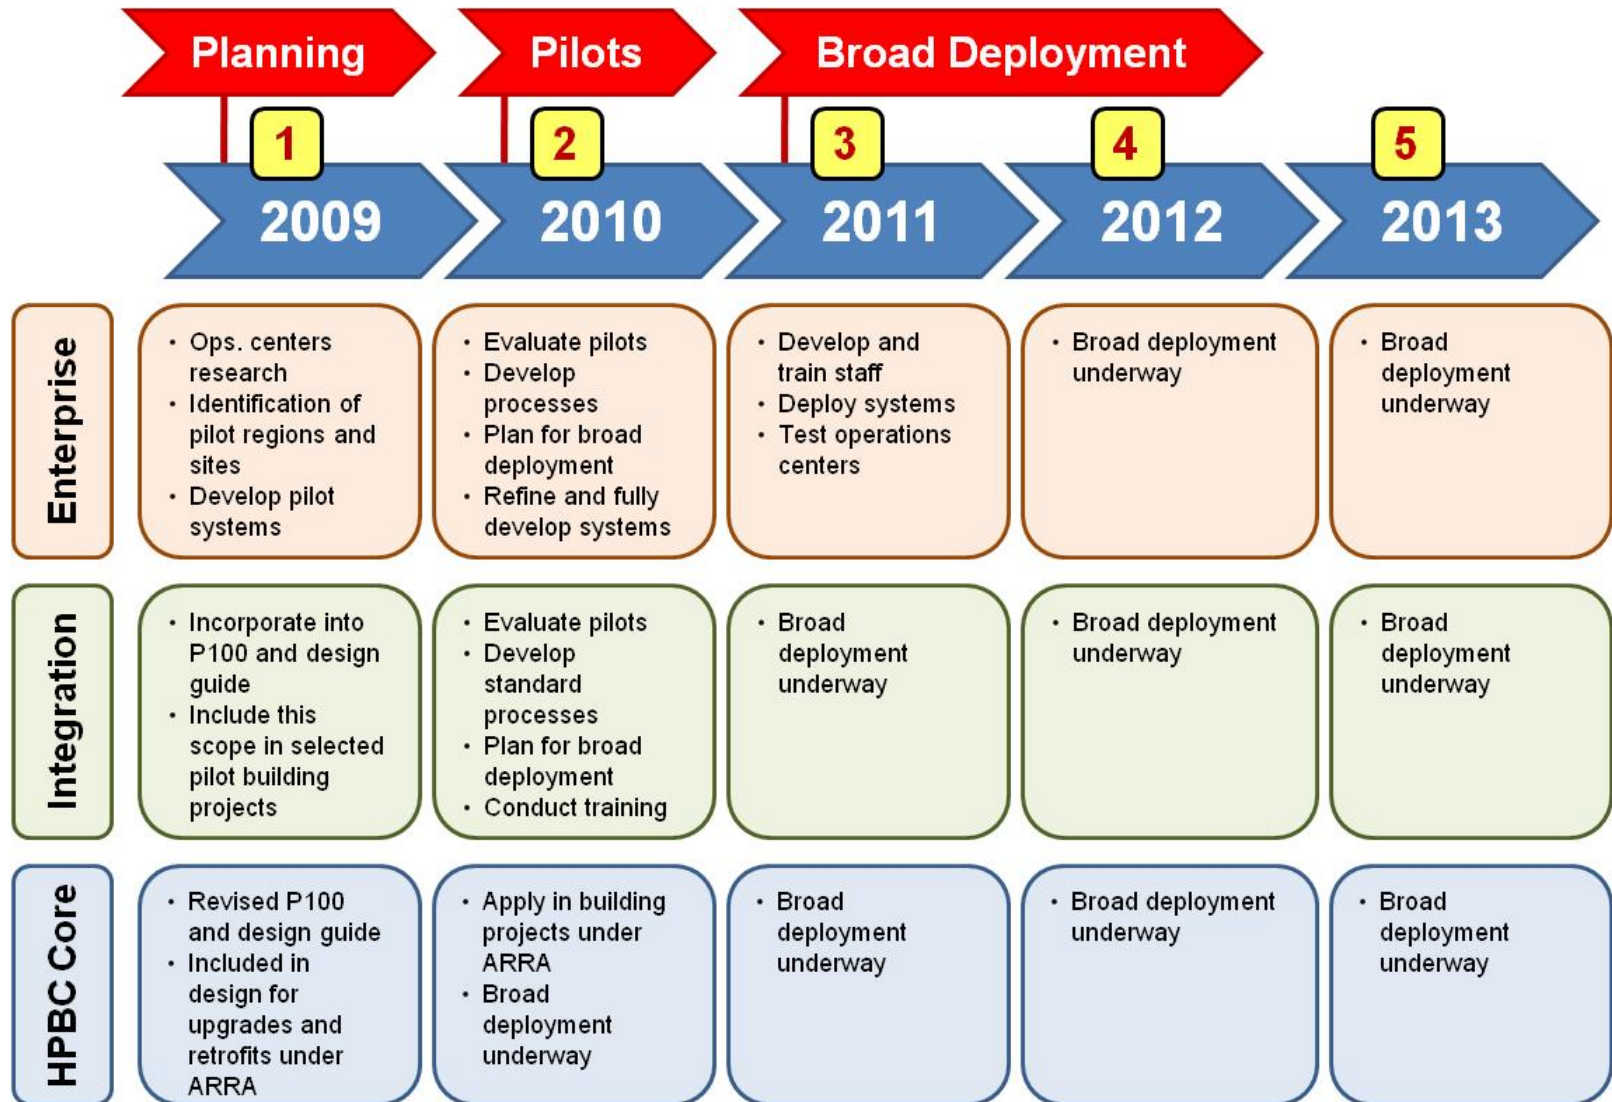 Planning
Pilots
Broad Deployment
1
2
3
4
5
2009
2010
2011
2012
2013
Enterprise
• Ops. centers
research
• Identification of
pilot regions and
sites
• Develop pilot
systems
• Evaluate pilots
• Develop
processes
• Plan for broad
deployment
• Refine and fully
develop systems
• Develop and
train staff
• Deploy systems
• Test operations
centers
• Broad deployment
underway
• Broad
deployment
underway
Integration
• Incorporate into
P100 and design
guide
• Include this
scope in selected
pilot building
projects
• Evaluate pilots
• Develop
standard
processes
• Plan for broad
deployment
• Conduct training
• Broad
deployment
underway
• Broad deployment
underway
• Broad
deployment
underway
HPBC Core
• Revised P100
and design guide
• Included in
design for
upgrades and
retrofits under
ARRA
• Apply in building
projects under
ARRA
• Broad
deployment
underway
• Broad
deployment
underway
• Broad deployment
underway
• Broad
deployment
underway